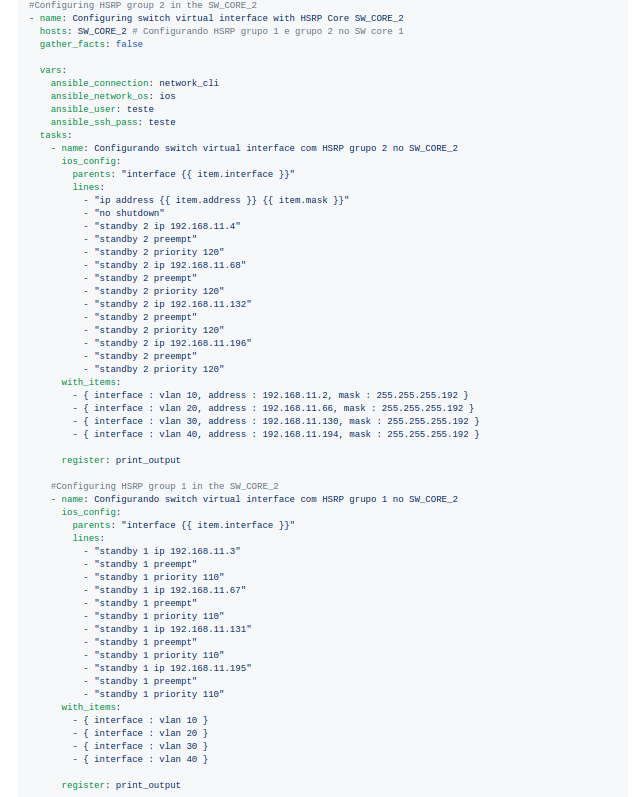 #Configuring HSRP group 2 in the SW_CORE_2
- name: Configuring switch virtual interface with HSRP Core SW_CORE_2
hosts: SW_CORE_2 # Configurando HSRP grupo 1 e grupo 2 no SW core 1
gather_facts: false
vars:
ansible_connection: network_cli
ansible_network_os: ios
ansible_user: teste
ansible_ssh_pass: teste
tasks:
- name: Configurando switch virtual interface com HSRP grupo 2 no SW_CORE_2
ios_config:
parents: "interface {{ item.interface }}"
lines:
- "ip address {{ item.address }} {{ item.mask }}"
- "no shutdown"
- "standby 2 ip 192.168.11.4"
- "standby 2 preempt"
- "standby 2 priority 120"
- "standby 2 ip 192.168.11.68"
- "standby 2 preempt"
- "standby 2 priority 120"
- "standby 2 ip 192.168.11.132"
- "standby 2 preempt"
- "standby 2 priority 120"
- "standby 2 ip 192.168.11.196"
- "standby 2 preempt"
- "standby 2 priority 120"
with_items:
- { interface : vlan 10, address : 192.168.11.2, mask : 255.255.255.192 }
- { interface : vlan 20, address : 192.168.11.66, mask : 255.255.255.192 }
- { interface : vlan 30, address : 192.168.11.130, mask : 255.255.255.192 }
- { interface : vlan 40, address : 192.168.11.194, mask : 255.255.255.192 }
register: print_output
#Configuring HSRP group 1 in the SW_CORE_2
- name: Configurando switch virtual interface com HSRP grupo 1 no SW_CORE_2
ios_config:
parents: "interface {{ item.interface }}"
lines:
- "standby 1 ip 192.168.11.3"
- "standby 1 preempt"
- "standby 1 priority 110"
- "standby 1 ip 192.168.11.67"
- "standby 1 preempt"
- "standby 1 priority 110"
- "standby 1 ip 192.168.11.131"
- "standby 1 preempt"
- "standby 1 priority 110"
- "standby 1 ip 192.168.11.195"
- "standby 1 preempt"
- "standby 1 priority 110"
with_items:
- { interface : vlan 10 }
- { interface : vlan 20 }
- { interface : vlan 30 }
- { interface : vlan 40 }
register: print_output